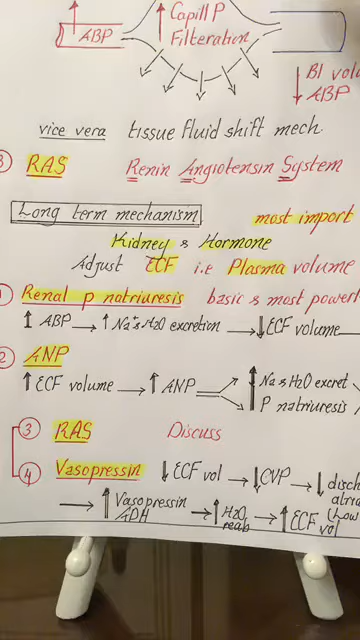 ↑ ABP
↑ Capill P
Filteration
↓ Bl volu
ABP
vice vera tissue fluid shift mech.
3 RAS Renin Angiotensin System
Long term mechanism most import
Kidney & Hormone
Adjust ECF i.e Plasma volume
1 Renal p natriuresis basic & most powerf
↑ ABP → ↑ Na⁺ & H2O excretion → ↓ ECF volume
2 ANP
↑ ECF volume → ↑ ANP ↑ Na & H2O excret
P natriuresis
3 RAS Discuss
4 Vasopressin ↓ ECF vol → ↓ CVP → ↓ disch
atria
→ ↑ Vasopressin ADH → ↑ H2O reab → ↑ ECF vol (Low